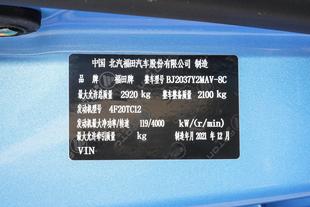 中国 北汽福田汽车股份有限公司 制造
品 牌 福田牌 整车型号 BJ2037Y2MAV-8C
最大允许总质量 2920 kg 整车整备质量 2100 kg
发动机型号 4F20TC12
发动机最大净功率/转速 119/4000 kW/(r/min)
最大允许牵引质量 kg 制造年月 2021 年 12 月
VIN